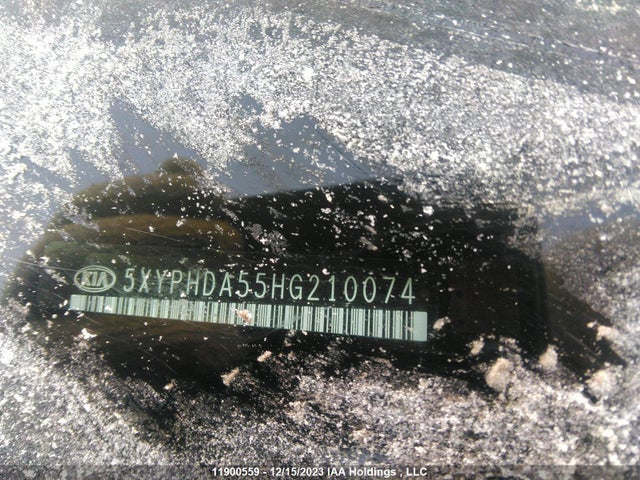 KIA 5XYPHDA55HG210074
11900559 - 12/15/2023 IAA Holdings , LLC